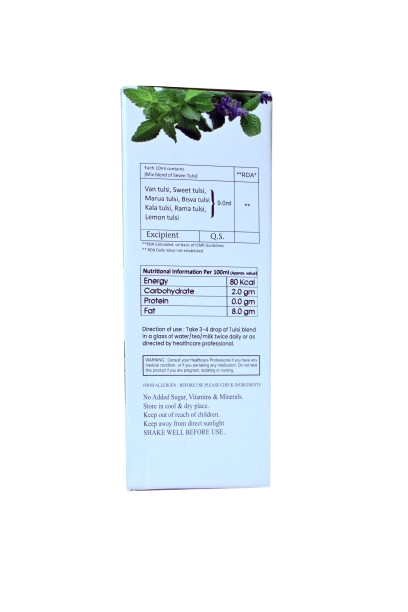 Each 10ml contains
(Mix blend of Seven Tulsi)
**RDA*
Van tulsi, Sweet tulsi,
Marua tulsi, Bisva tulsi
Kala tulsi, Rama tulsi,
Lemon tulsi
9.0ml
**
Excipient Q.S.
**RDA Calculated on basis of ICMR Guidelines
** RDA Daily Value not established
Nutritional Information Per 100ml (Approx. value)
Energy 80 Kcal
Carbohydrate 2.0 gm
Protein 0.0 gm
Fat 8.0 gm
Direction of use : Take 3-4 drop of Tulsi blend
in a glass of water/tea/milk twice daily or as
directed by healthcare professional.
WARNING : Consult your Healthcare Professional if you have any
medical condition, or if you are taking any medication. Do not take
this product if you are pregnant, lactating or nursing
FOOD ALLERGEN : BEFORE USE PLEASE CHECK INGREDIENTS
No Added Sugar, Vitamins & Minerals.
Store in cool & dry place.
Keep out of reach of children.
Keep away from direct sunlight
SHAKE WELL BEFORE USE..